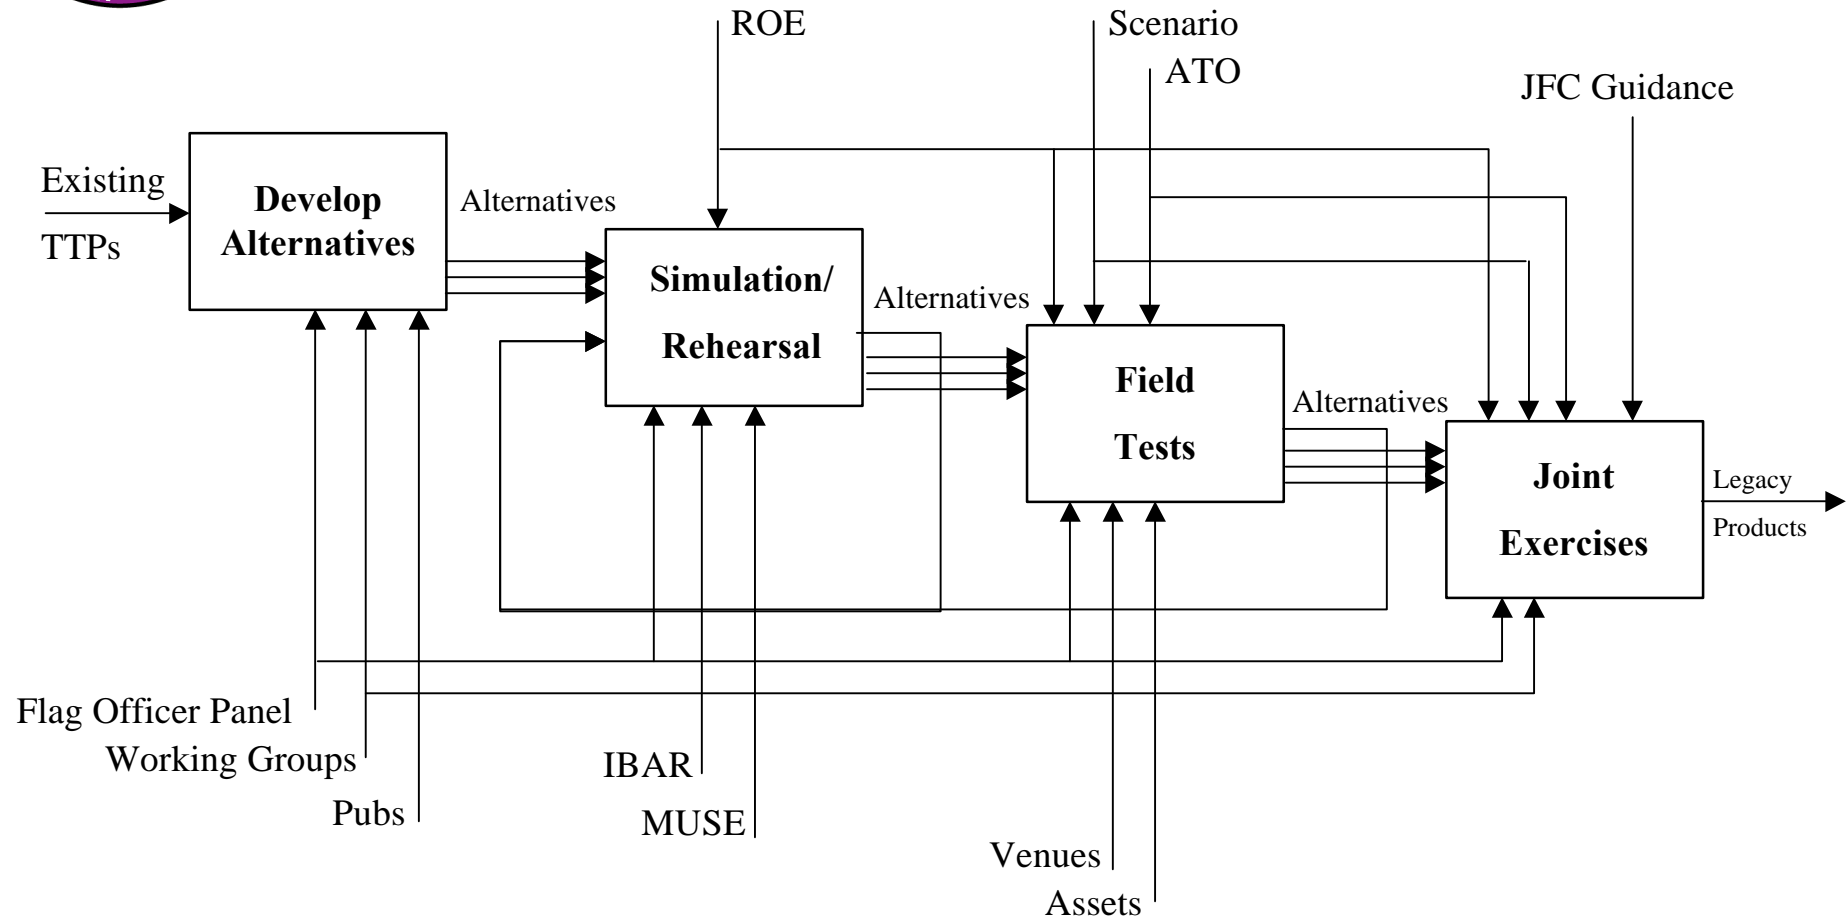 ROE
Scenario
ATO
JFC Guidance
Existing
TTPs
Develop
Alternatives
Alternatives
Simulation/
Rehearsal
Alternatives
Field
Tests
Alternatives
Joint
Exercises
Legacy
Products
Flag Officer Panel
Working Groups
Pubs
IBAR
MUSE
Venues
Assets